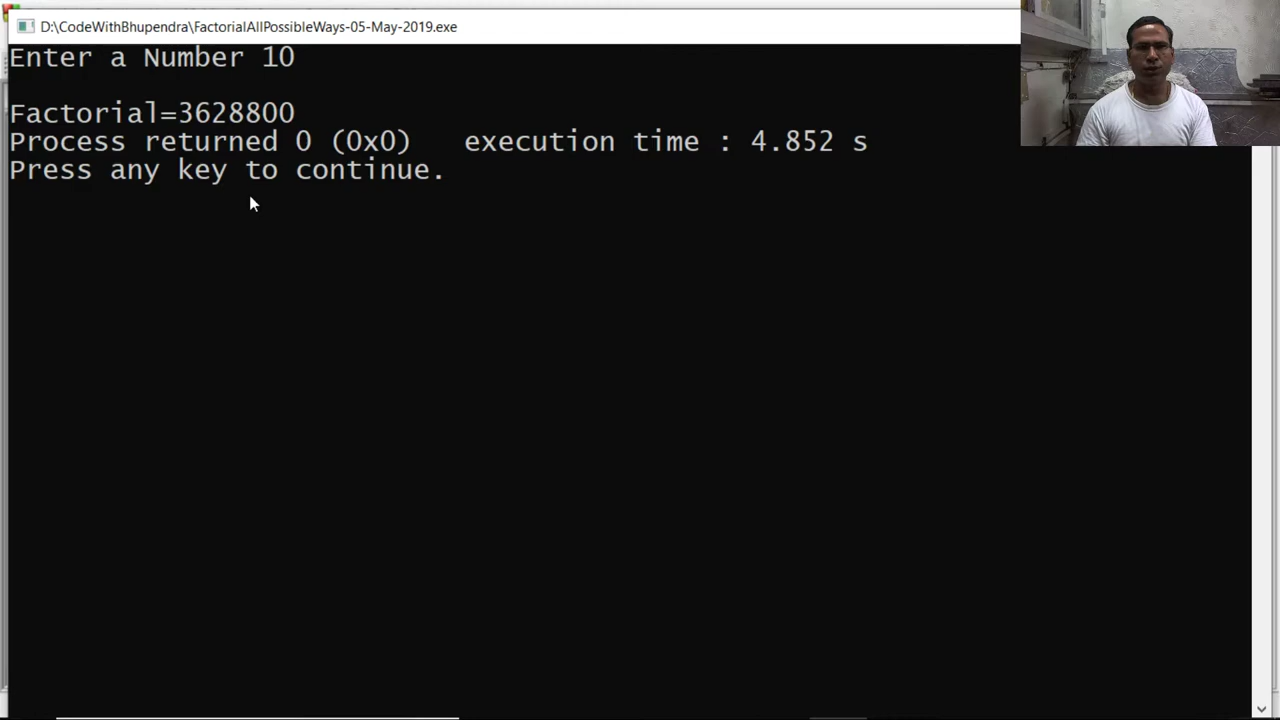 D:\CodeWithBhupendra\FactorialAllPossibleWays-05-May-2019.exe
Enter a Number 10
Factorial=3628800
Process returned 0 (0x0)   execution time : 4.852 s
Press any key to continue.